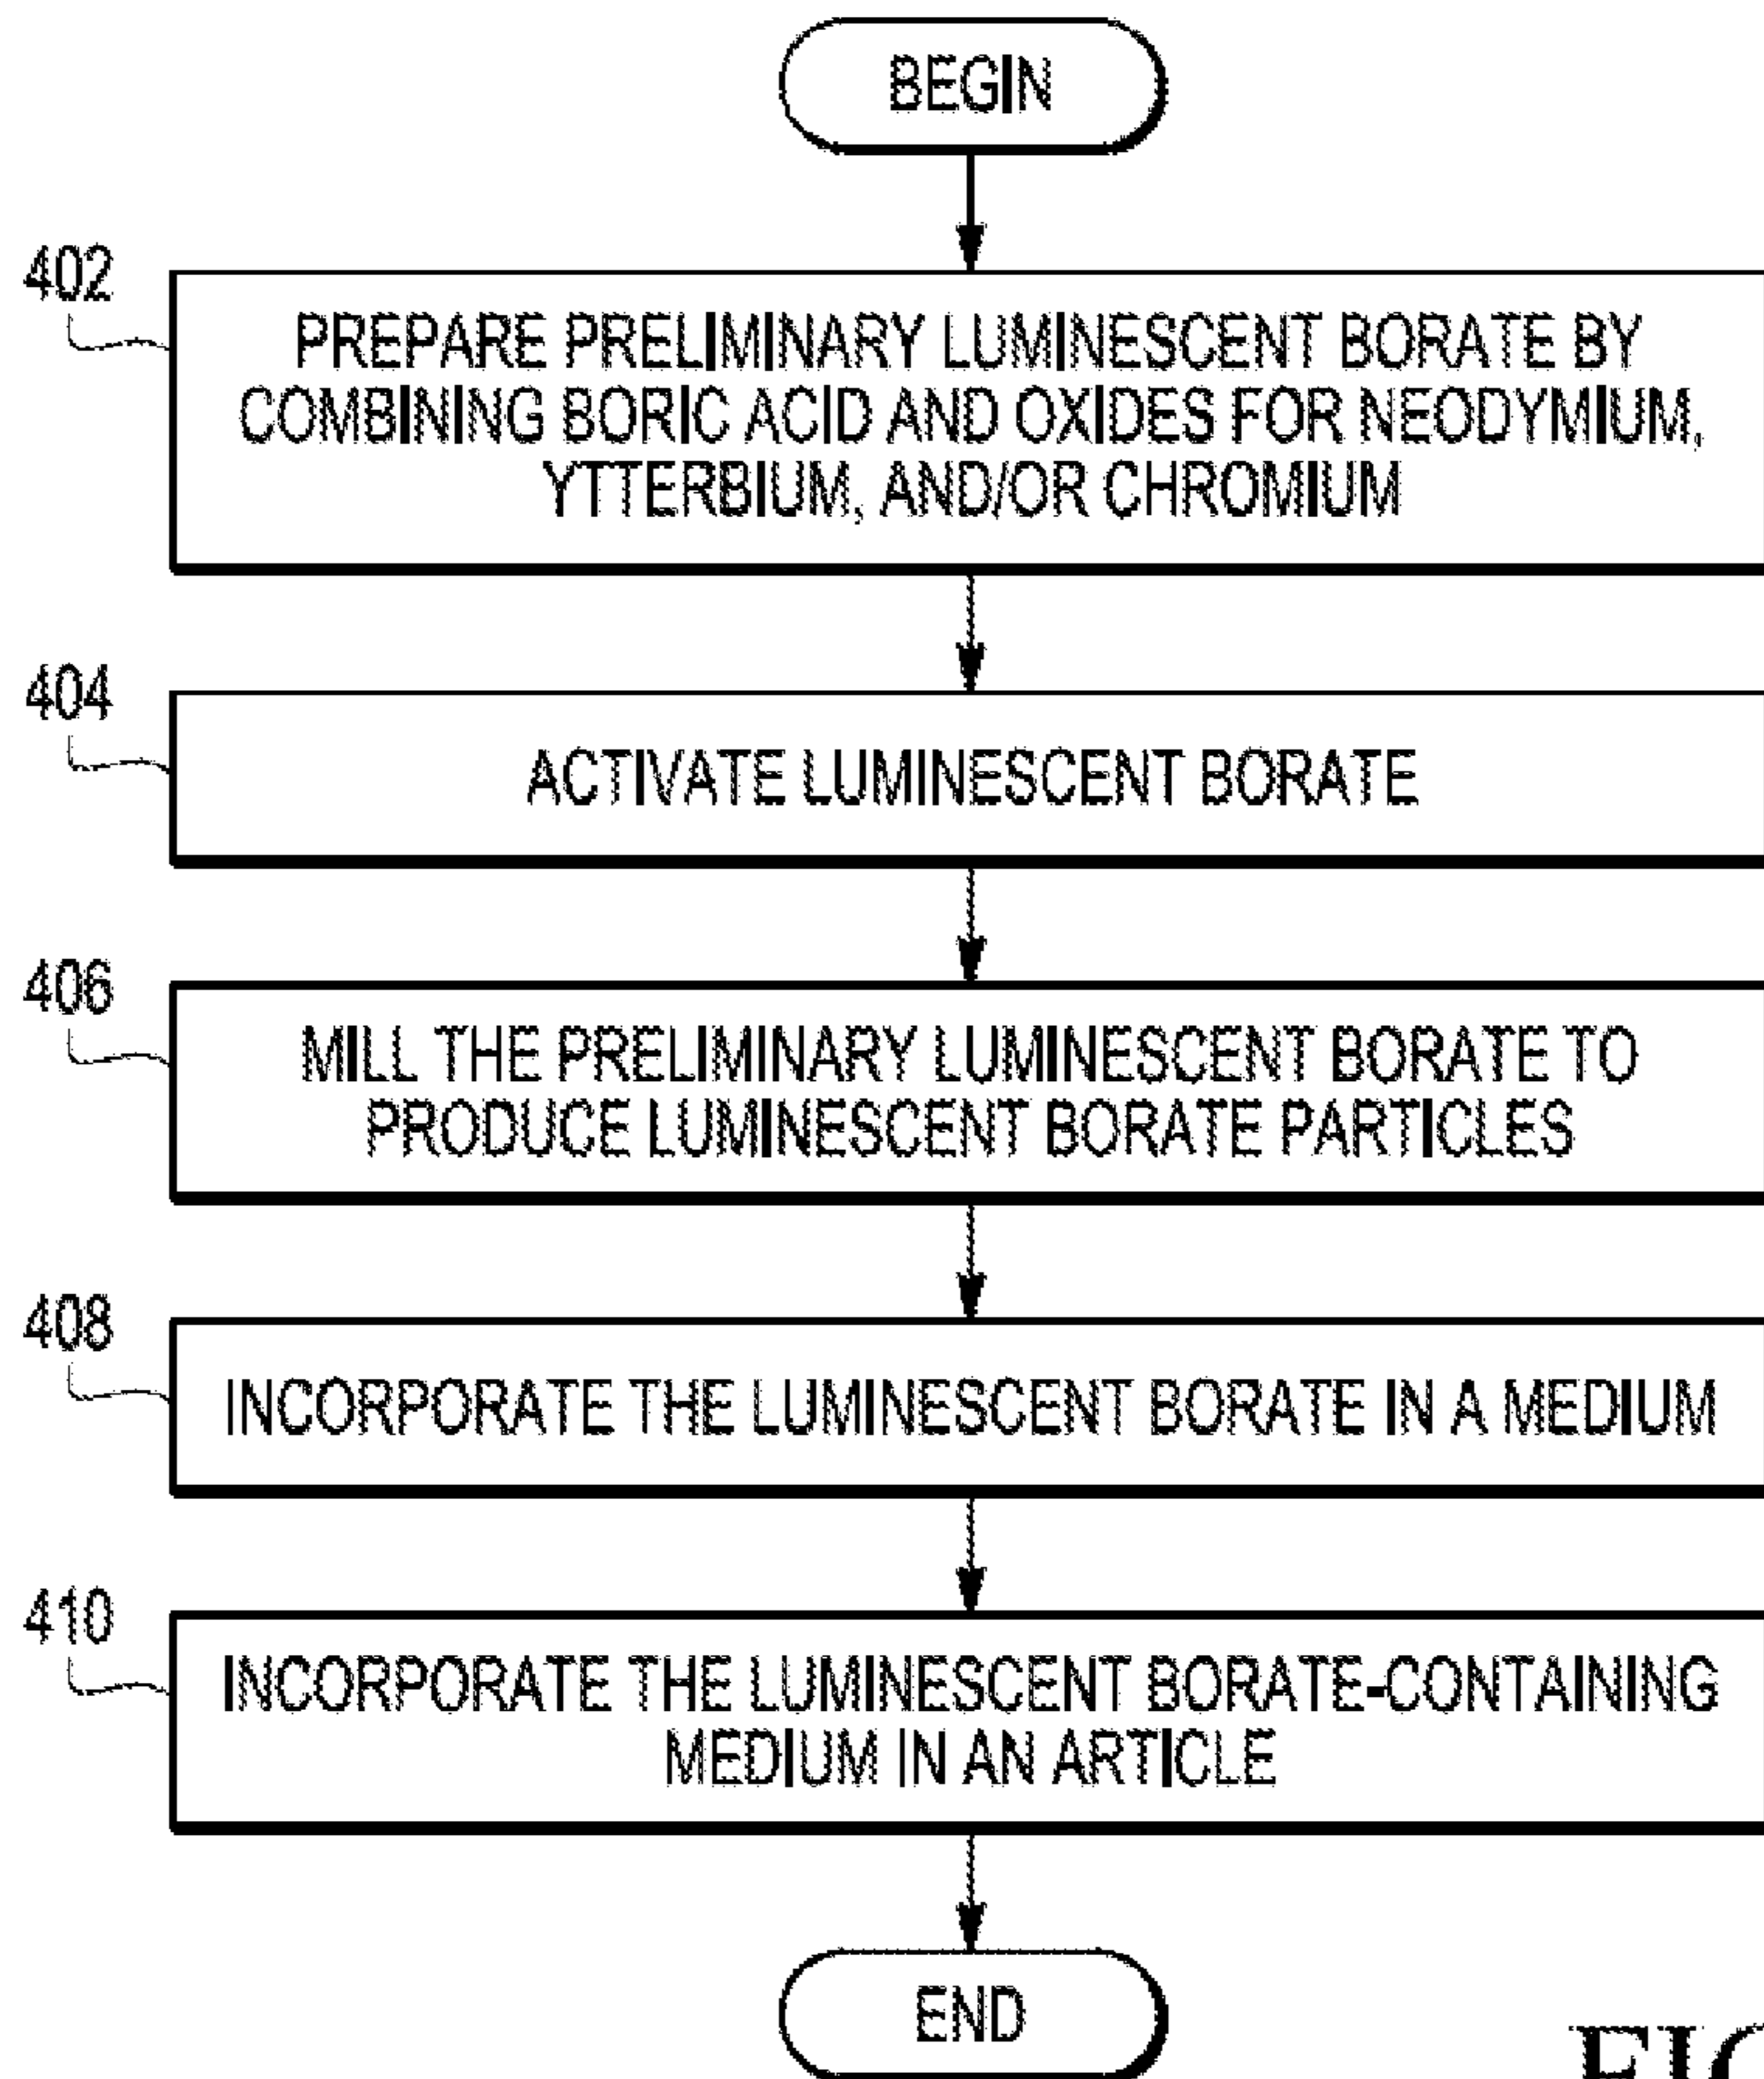 BEGIN
402
PREPARE PRELIMINARY LUMINESCENT BORATE BY
COMBINING BORIC ACID AND OXIDES FOR NEODYMIUM,
YTTERBIUM, AND/OR CHROMIUM
404
ACTIVATE LUMINESCENT BORATE
406
MILL THE PRELIMINARY LUMINESCENT BORATE TO
PRODUCE LUMINESCENT BORATE PARTICLES
408
INCORPORATE THE LUMINESCENT BORATE IN A MEDIUM
410
INCORPORATE THE LUMINESCENT BORATE-CONTAINING
MEDIUM IN AN ARTICLE
END